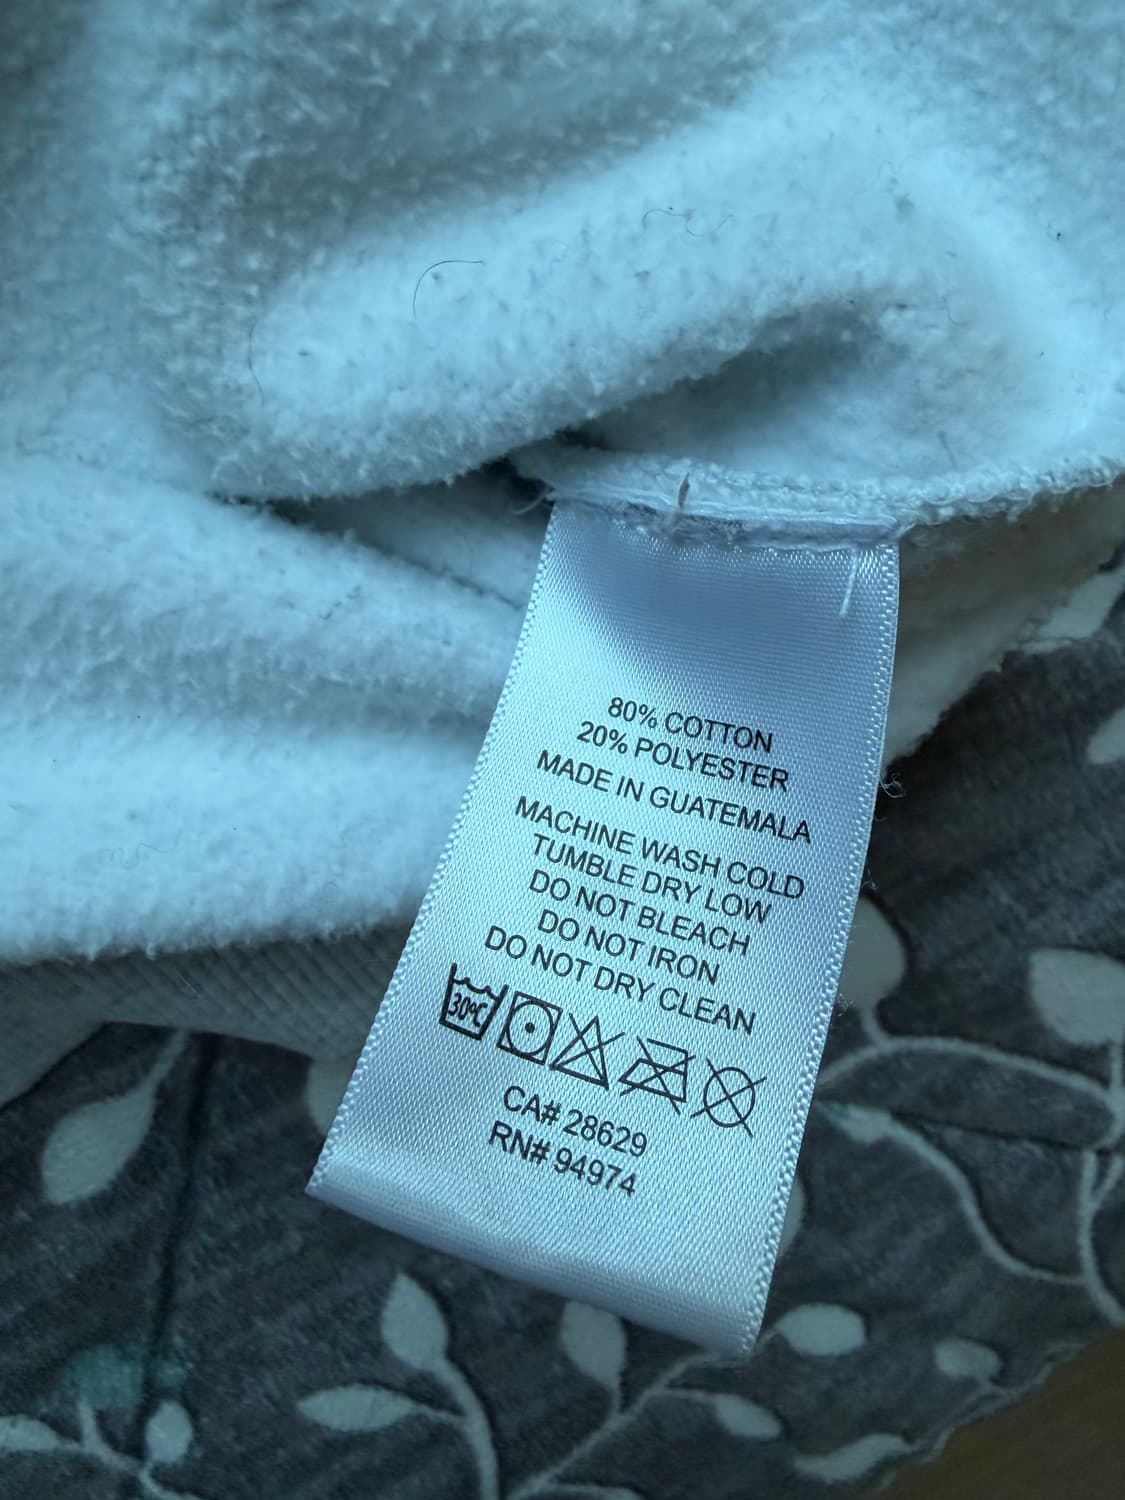 80% COTTON
20% POLYESTER
MADE IN GUATEMALA
MACHINE WASH COLD
TUMBLE DRY LOW
DO NOT BLEACH
DO NOT IRON
DO NOT DRY CLEAN
30°C
CA# 28629
RN# 94974